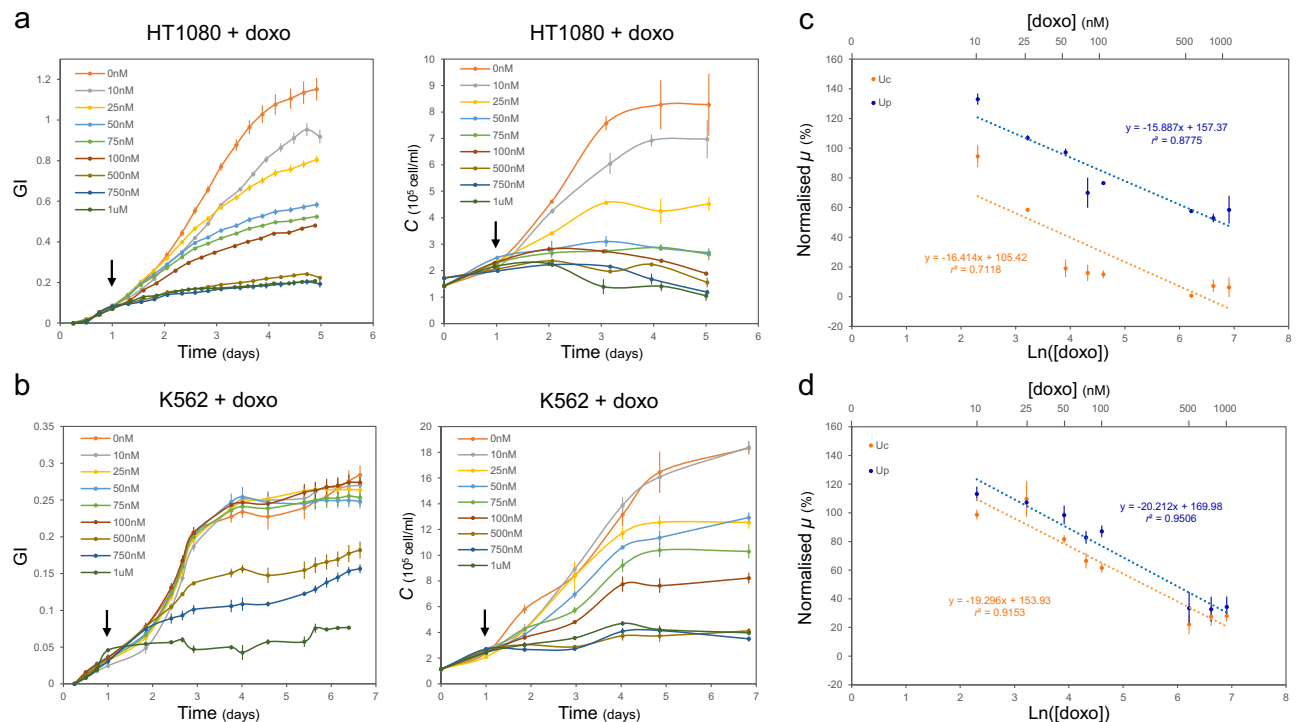 a
HT1080 + doxo
GI
1.2
1
0.8
0.6
0.4
0.2
0
0nM
10nM
25nM
50nM
75nM
100nM
500nM
750nM
1uM
0 1 2 3 4 5 6
Time (days)
HT1080 + doxo
C (10⁵ cell/ml)
10
9
8
7
6
5
4
3
2
1
0
0nM
10nM
25nM
50nM
75nM
100nM
500nM
750nM
1uM
0 1 2 3 4 5 6
Time (days)
c
[doxo] (nM)
0 10 25 50 100 500 1000
Normalised µ (%)
160
140
120
100
80
60
40
20
0
-20
Uc
Up
y = -15.887x + 157.37
r² = 0.8775
y = -16.414x + 105.42
r² = 0.7118
0 1 2 3 4 5 6 7 8
Ln([doxo])
b
K562 + doxo
GI
0.35
0.3
0.25
0.2
0.15
0.1
0.05
0
0nM
10nM
25nM
50nM
75nM
100nM
500nM
750nM
1uM
0 1 2 3 4 5 6 7
Time (days)
K562 + doxo
C (10⁵ cell/ml)
20
18
16
14
12
10
8
6
4
2
0
0nM
10nM
25nM
50nM
75nM
100nM
500nM
750nM
1uM
0 1 2 3 4 5 6 7
Time (days)
d
[doxo] (nM)
0 10 25 50 100 500 1000
Normalised µ (%)
160
140
120
100
80
60
40
20
0
-20
Uc
Up
y = -20.212x + 169.98
r² = 0.9506
y = -19.296x + 153.93
r² = 0.9153
0 1 2 3 4 5 6 7 8
Ln([doxo])